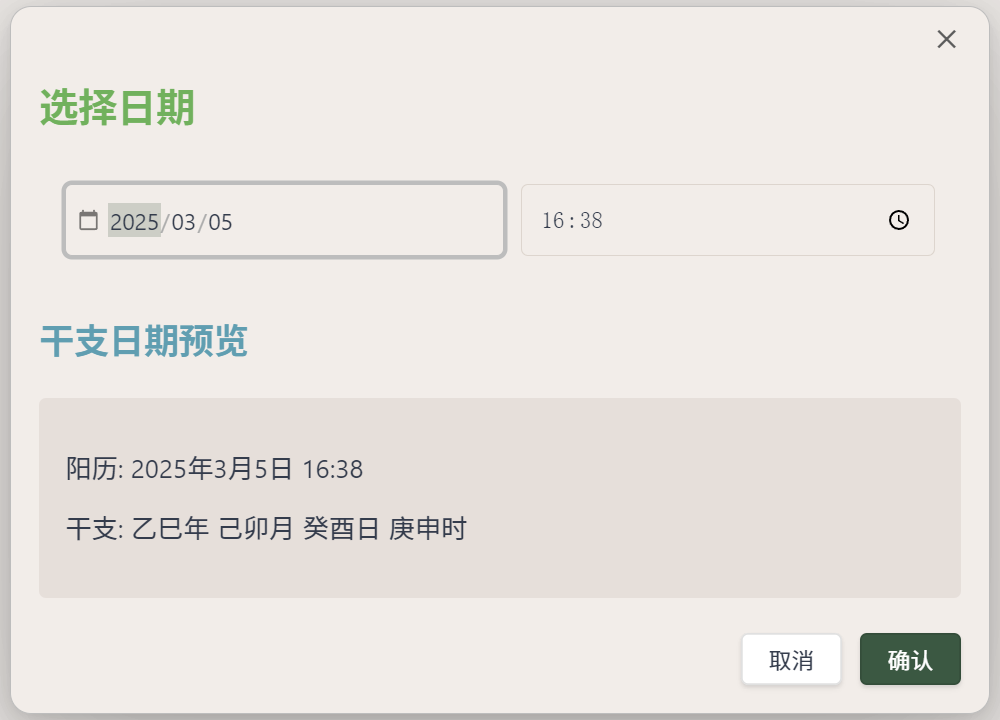 选择日期
2025/03/05
16:38
干支日期预览
阳历: 2025年3月5日 16:38
干支: 乙巳年 己卯月 癸酉日 庚申时
取消
确认